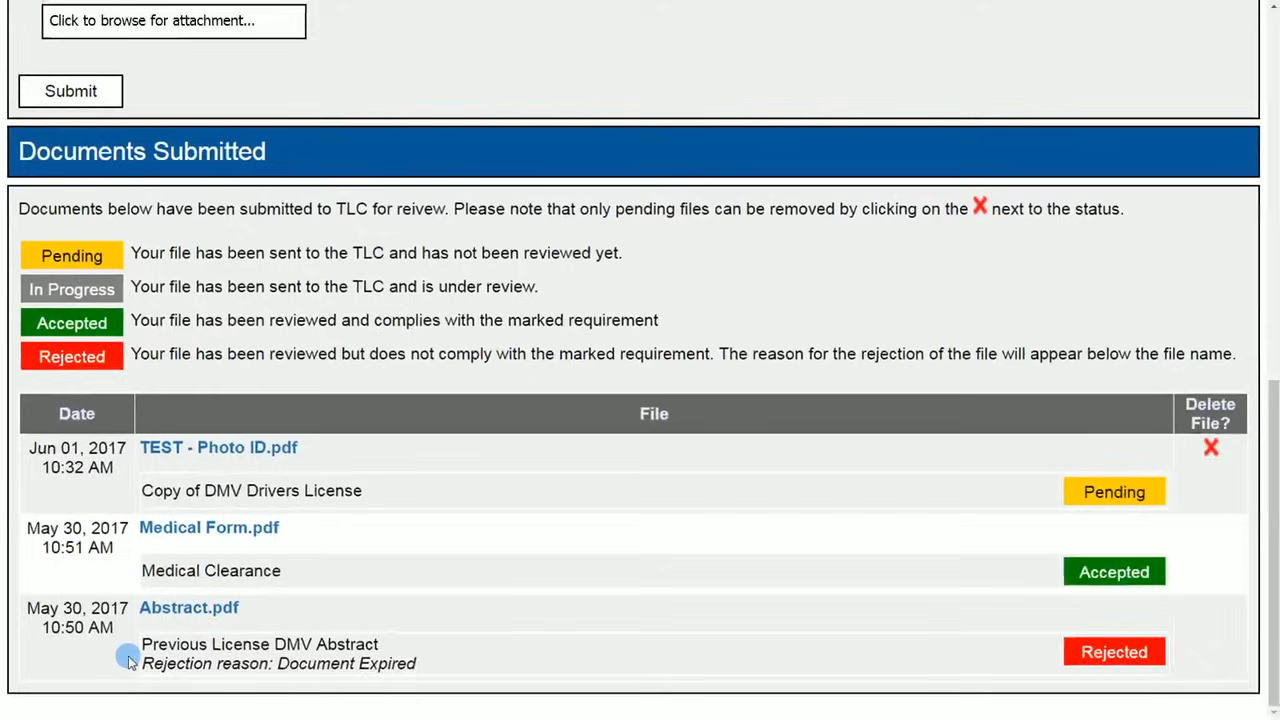 Click to browse for attachment...
Submit
Documents Submitted
Documents below have been submitted to TLC for reivew. Please note that only pending files can be removed by clicking on the X next to the status.
Pending Your file has been sent to the TLC and has not been reviewed yet.
In Progress Your file has been sent to the TLC and is under review.
Accepted Your file has been reviewed and complies with the marked requirement
Rejected Your file has been reviewed but does not comply with the marked requirement. The reason for the rejection of the file will appear below the file name.
Date File Delete File?
Jun 01, 2017 TEST - Photo ID.pdf X
10:32 AM
Copy of DMV Drivers License Pending
May 30, 2017 Medical Form.pdf
10:51 AM
Medical Clearance Accepted
May 30, 2017 Abstract.pdf
10:50 AM
Previous License DMV Abstract
Rejection reason: Document Expired Rejected